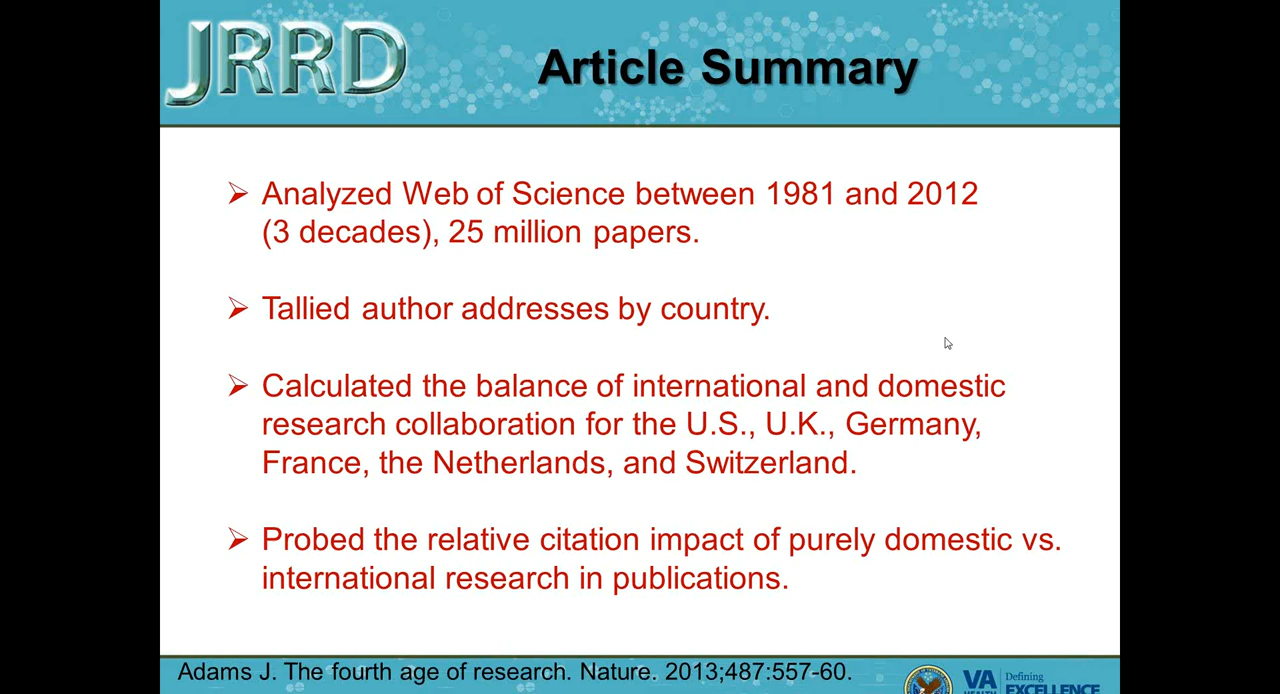 JRRD
Article Summary
➢ Analyzed Web of Science between 1981 and 2012
(3 decades), 25 million papers.
➢ Tallied author addresses by country.
➢ Calculated the balance of international and domestic
research collaboration for the U.S., U.K., Germany,
France, the Netherlands, and Switzerland.
➢ Probed the relative citation impact of purely domestic vs.
international research in publications.
Adams J. The fourth age of research. Nature. 2013;487:557-60.
VA
HEALTH
Defining
EXCELLENCE